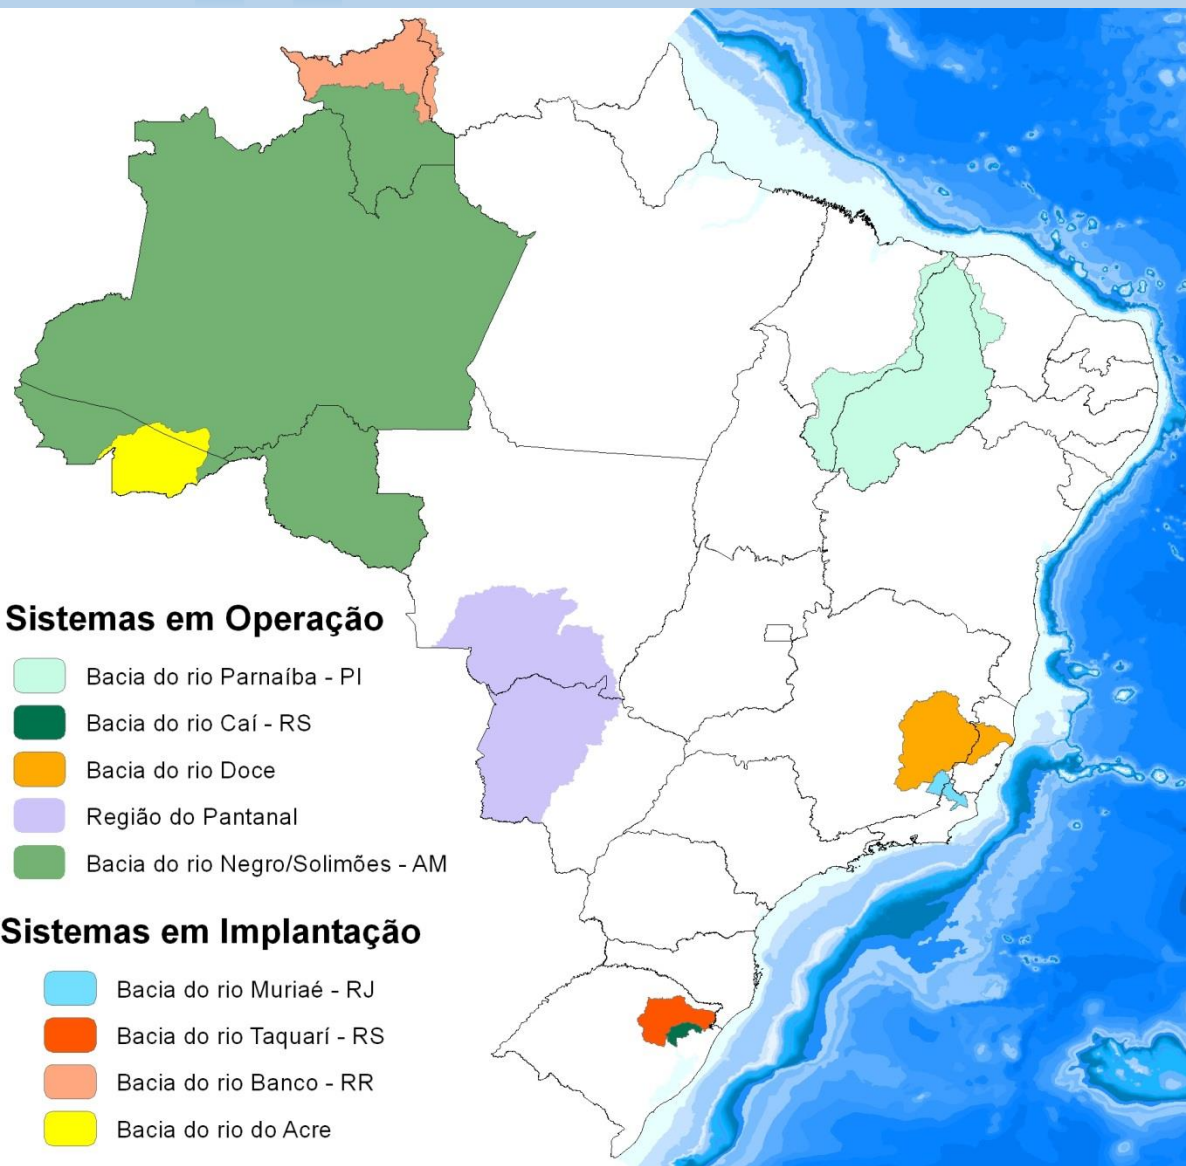 Sistemas em Operação
Bacia do rio Parnaíba - PI
Bacia do rio Caí - RS
Bacia do rio Doce
Região do Pantanal
Bacia do rio Negro/Solimões - AM
Sistemas em Implantação
Bacia do rio Muriaé - RJ
Bacia do rio Taquarí - RS
Bacia do rio Banco - RR
Bacia do rio do Acre